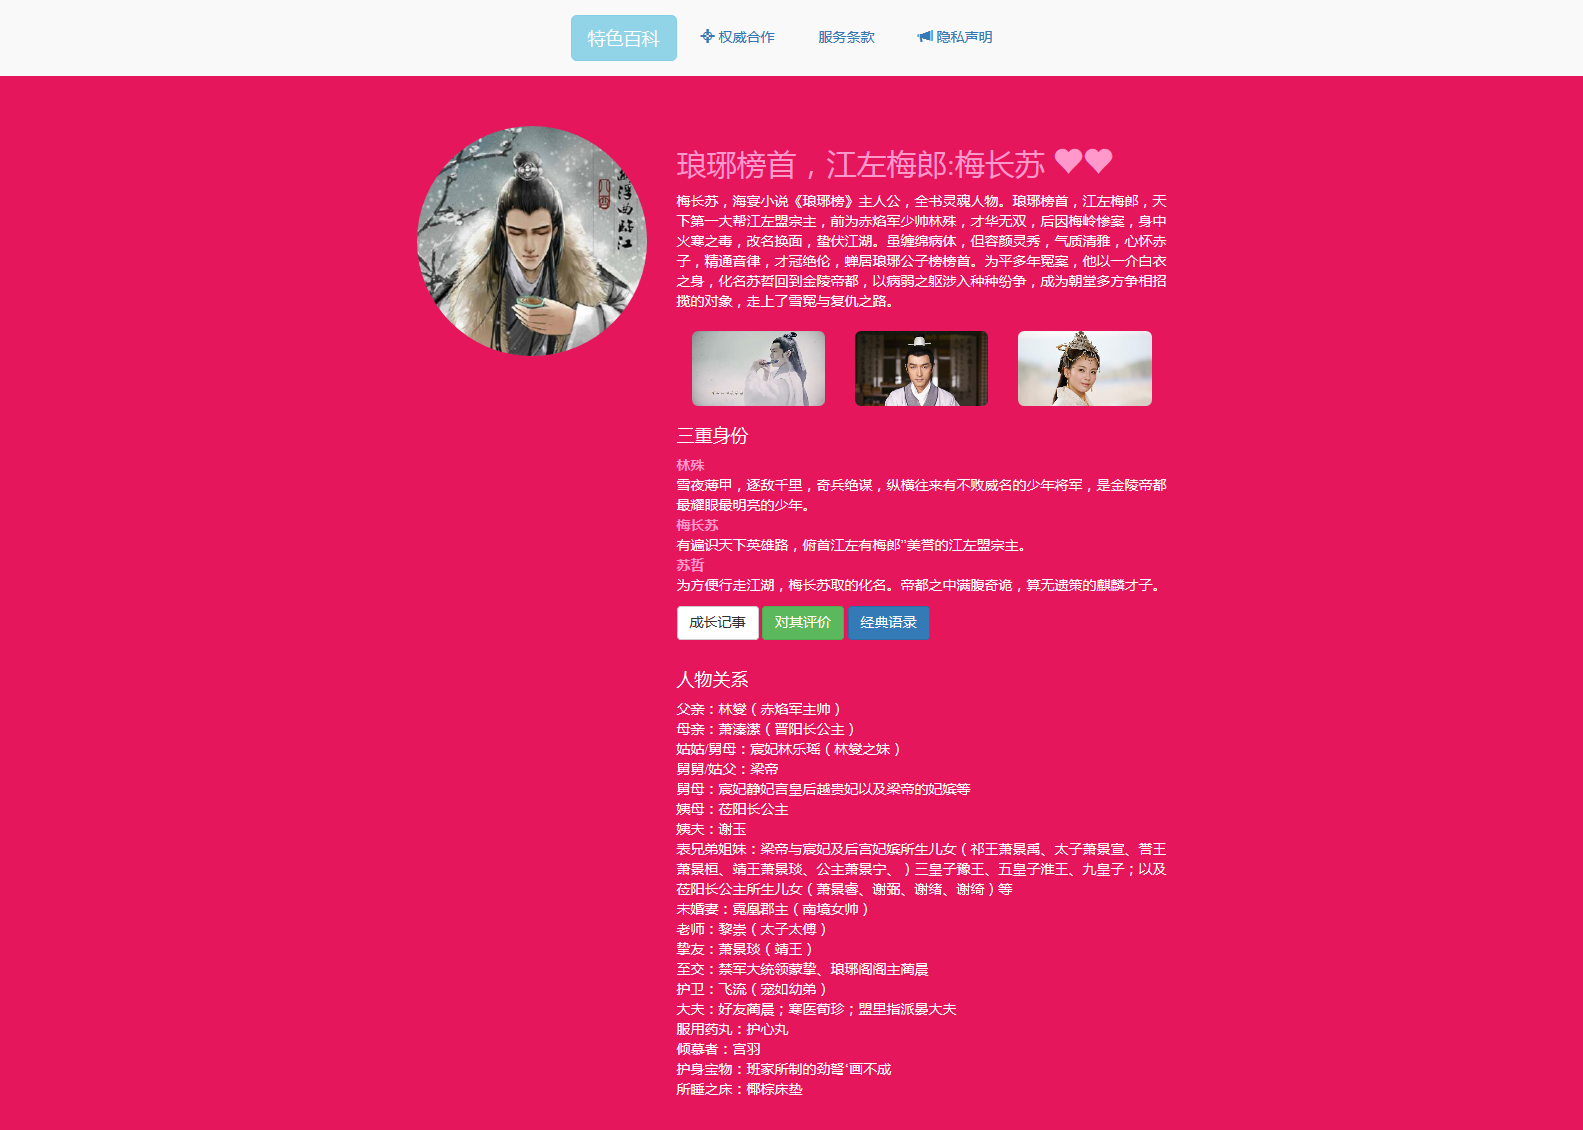 特色百科
权威合作
服务条款
隐私声明
琅琊榜首，江左梅郎:梅长苏
梅长苏，海宴小说《琅琊榜》主人公，全书灵魂人物。琅琊榜首，江左梅郎，天
下第一大帮江左盟宗主，前为赤焰军少帅林殊，才华无双，后因梅岭惨案，身中
火寒之毒，改名换面，蛰伏江湖。虽缠绵病体，但容颜灵秀，气质清雅，心怀赤
子，精通音律，才冠绝伦，蝉居琅琊公子榜榜首。为平多年冤案，他以一介白衣
之身，化名苏哲回到金陵帝都，以病弱之躯涉入种种纷争，成为朝堂多方争相招
揽的对象，走上了雪冤与复仇之路。
三重身份
林殊
雪夜薄甲，逐敌千里，奇兵绝谋，纵横往来有不败威名的少年将军，是金陵帝都
最耀眼最明亮的少年。
梅长苏
有遍识天下英雄路，俯首江左有梅郎”美誉的江左盟宗主。
苏哲
为方便行走江湖，梅长苏取的化名。帝都之中满腹奇诡，算无遗策的麒麟才子。
成长记事
对其评价
经典语录
人物关系
父亲：林燮（赤焰军主帅）
母亲：萧溱潆（晋阳长公主）
姑姑/舅母：宸妃林乐瑶（林燮之妹）
舅舅/姑父：梁帝
舅母：宸妃静妃言皇后越贵妃以及梁帝的妃嫔等
姨母：莅阳长公主
姨夫：谢玉
表兄弟姐妹：梁帝与宸妃及后宫妃嫔所生儿女（祁王萧景禹、太子萧景宣、誉王
萧景桓、靖王萧景琰、公主萧景宁、）三皇子豫王、五皇子淮王、九皇子；以及
莅阳长公主所生儿女（萧景睿、谢弼、谢绪、谢绮）等
未婚妻：霓凰郡主（南境女帅）
老师：黎崇（太子太傅）
挚友：萧景琰（靖王）
至交：禁军大统领蒙挚、琅琊阁阁主蔺晨
护卫：飞流（宠如幼弟）
大夫：好友蔺晨；寒医荀珍；盟里指派晏大夫
服用药丸：护心丸
倾慕者：宫羽
护身宝物：班家所制的劲弩‘画不成
所睡之床：椰棕床垫